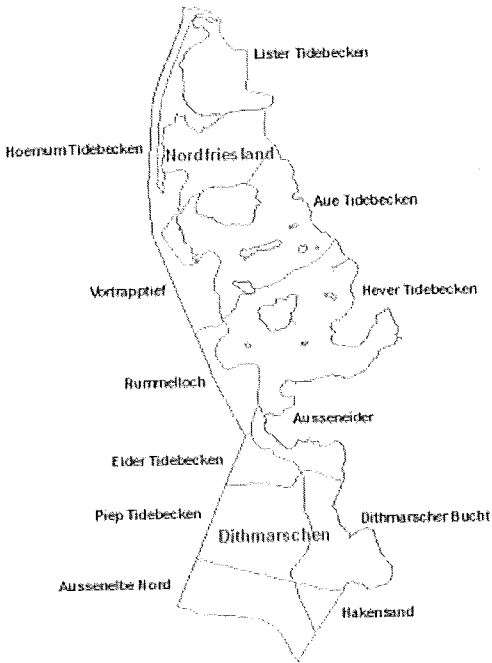 Lister Tidebecken
Hoernum Tidebecken
Nordfriesland
Aue Tidebecken
Vortrapptief
Hever Tidebecken
Rummelloch
Ausseneider
Eider Tidebecken
Piep Tidebecken
Dithmarscher Bucht
Dithmarschen
Aussenelbe Nord
Hakensand